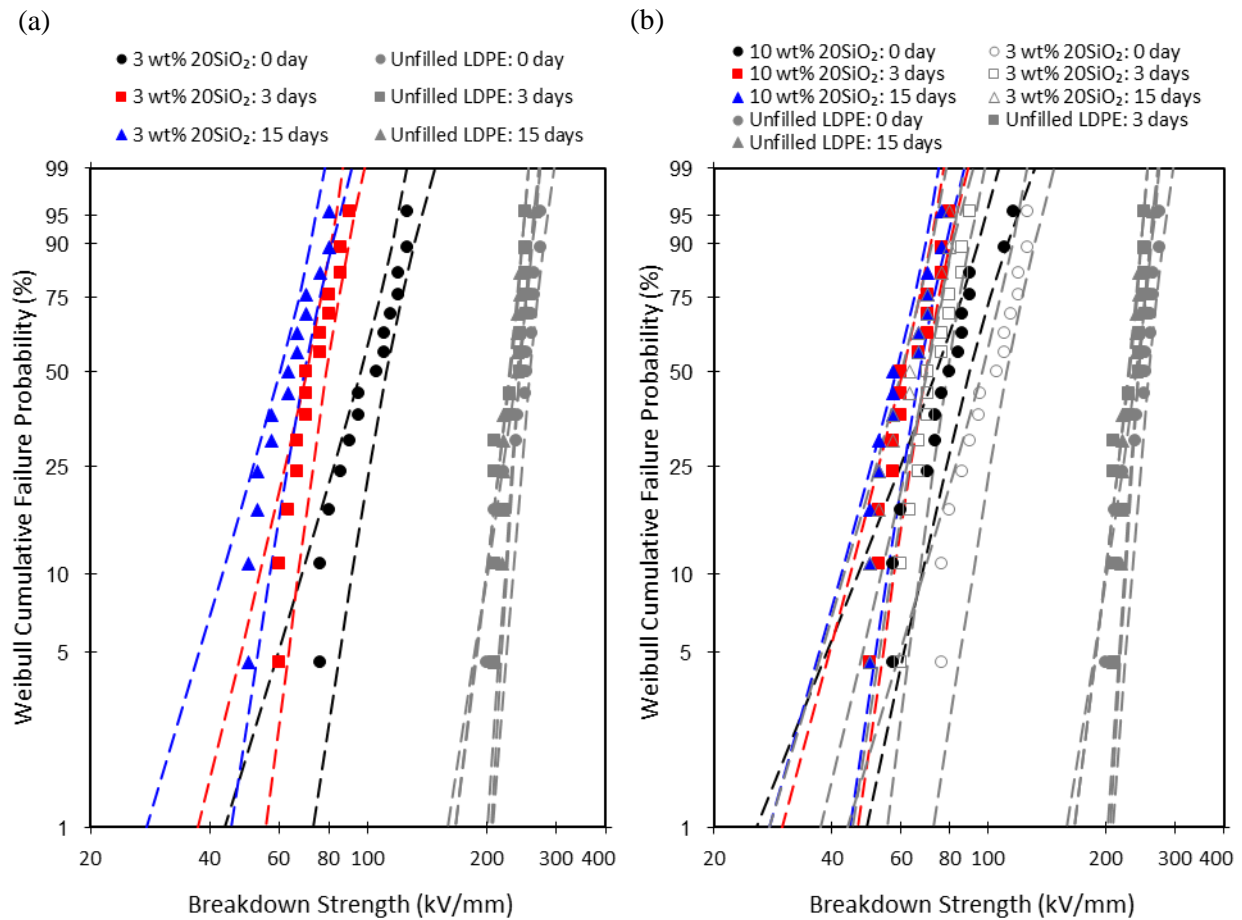 (a)
3 wt% 20SiO₂: 0 day
Unfilled LDPE: 0 day
3 wt% 20SiO₂: 3 days
Unfilled LDPE: 3 days
3 wt% 20SiO₂: 15 days
Unfilled LDPE: 15 days
Weibull Cumulative Failure Probability (%)
99
95
90
75
50
25
10
5
1
20 40 60 80 100 200 300 400
Breakdown Strength (kV/mm)
(b)
10 wt% 20SiO₂: 0 day
3 wt% 20SiO₂: 0 day
10 wt% 20SiO₂: 3 days
3 wt% 20SiO₂: 3 days
10 wt% 20SiO₂: 15 days
3 wt% 20SiO₂: 15 days
Unfilled LDPE: 0 day
Unfilled LDPE: 3 days
Unfilled LDPE: 15 days
Weibull Cumulative Failure Probability (%)
99
95
90
75
50
25
10
5
1
20 40 60 80 100 200 300 400
Breakdown Strength (kV/mm)